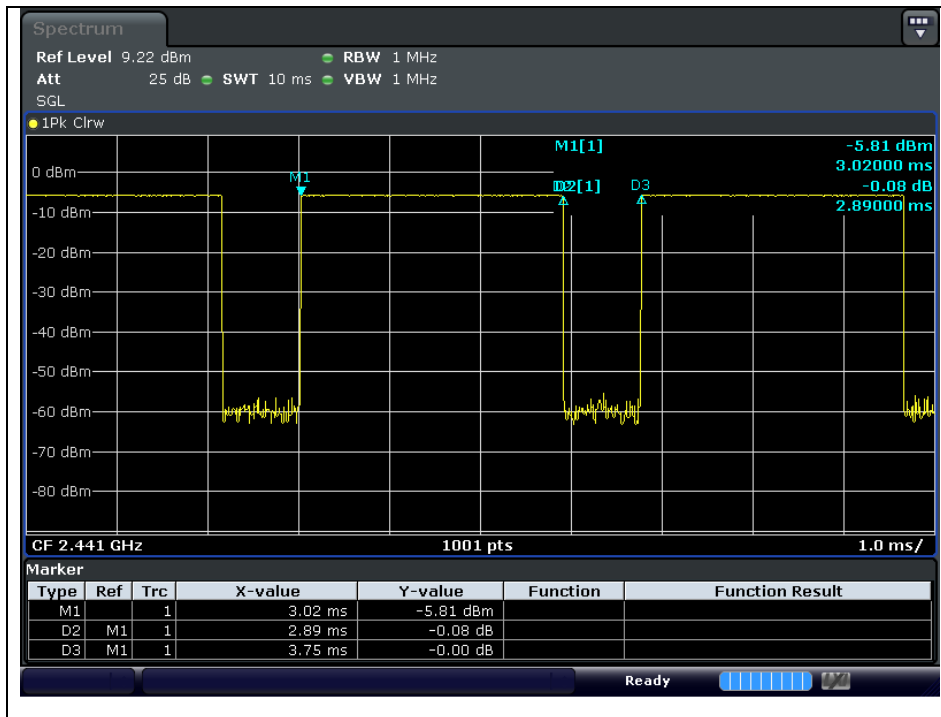 Spectrum
Ref Level 9.22 dBm RBW 1 MHz
Att 25 dB SWT 10 ms VBW 1 MHz
SGL
1Pk Clrw
M1[1] -5.81 dBm
3.02000 ms
D2[1] -0.08 dB
2.89000 ms
M1
D3
0 dBm
-10 dBm
-20 dBm
-30 dBm
-40 dBm
-50 dBm
-60 dBm
-70 dBm
-80 dBm
CF 2.441 GHz 1001 pts 1.0 ms/
Marker
Type Ref Trc X-value Y-value Function Function Result
M1 1 3.02 ms -5.81 dBm
D2 M1 1 2.89 ms -0.08 dB
D3 M1 1 3.75 ms -0.00 dB
Ready